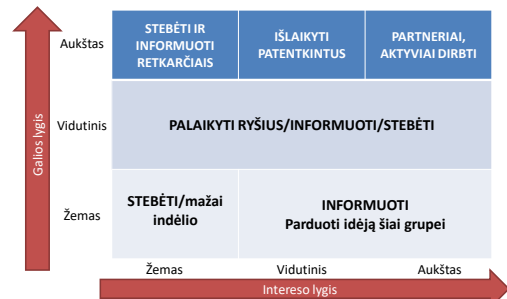 Galios lygis
Aukštas
STEBĖTI IR
INFORMUOTI
RETKARČIAIS
IŠLAIKYTI
PATENTKINTUS
PARTNERIAI,
AKTYVIAI DIRBTI
Vidutinis
PALAIKYTI RYŠIUS/INFORMUOTI/STEBĖTI
Žemas
STEBĖTI/mažai
indėlio
INFORMUOTI
Parduoti idėją šiai grupei
Žemas
Vidutinis
Aukštas
Intereso lygis